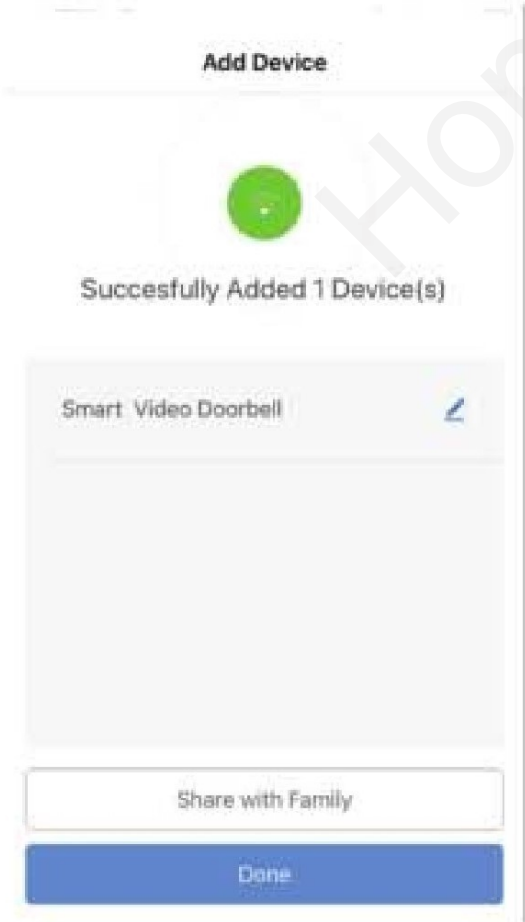 Add Device
Succesfully Added 1 Device(s)
Smart Video Doorbell
Share with Family
Done